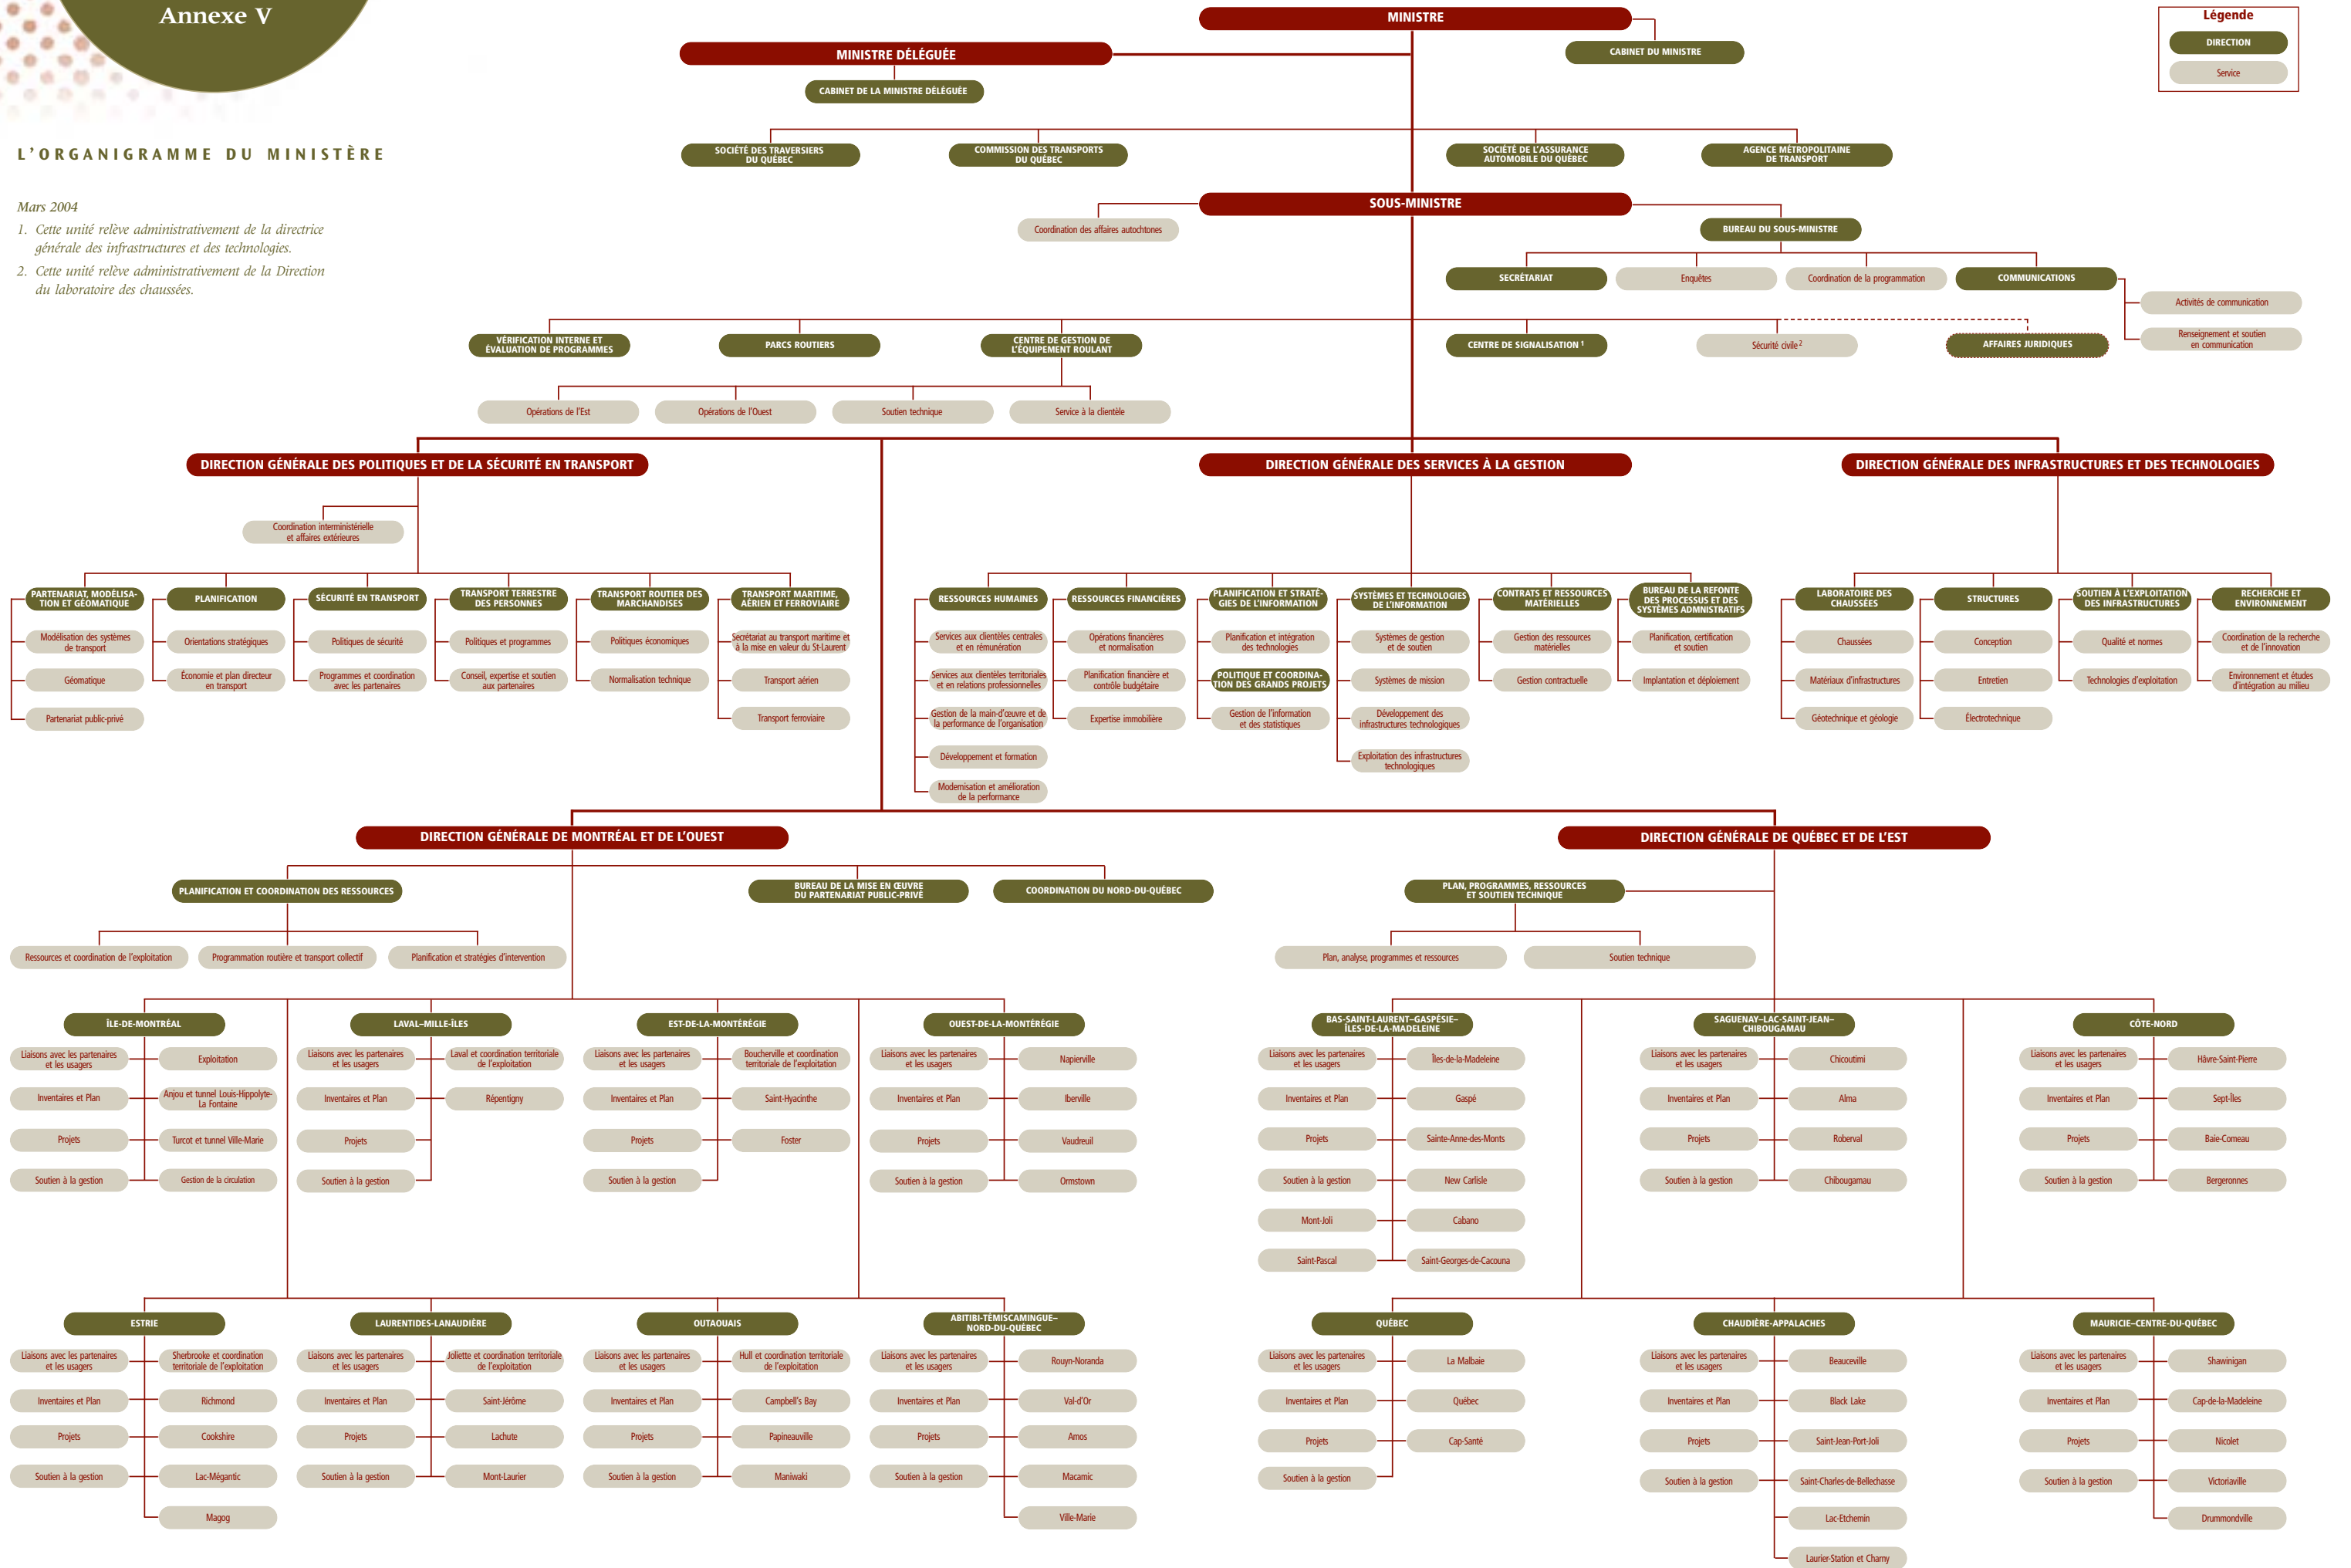 Annexe V
L'ORGANIGRAMME DU MINISTÈRE
Mars 2004
1. Cette unité relève administrativement de la directrice
générale des infrastructures et des technologies.
2. Cette unité relève administrativement de la Direction
du laboratoire des chaussées.
Légende
DIRECTION
Service
MINISTRE
CABINET DU MINISTRE
MINISTRE DÉLÉGUÉE
CABINET DE LA MINISTRE DÉLÉGUÉE
SOCIÉTÉ DES TRAVERSIERS
DU QUÉBEC
COMMISSION DES TRANSPORTS
DU QUÉBEC
SOCIÉTÉ DE L'ASSURANCE
AUTOMOBILE DU QUÉBEC
AGENCE MÉTROPOLITAINE
DE TRANSPORT
SOUS-MINISTRE
Coordination des affaires autochtones
BUREAU DU SOUS-MINISTRE
SECRÉTARIAT
Enquêtes
Coordination de la programmation
COMMUNICATIONS
Activités de communication
Renseignement et soutien
en communication
VÉRIFICATION INTERNE ET
ÉVALUATION DE PROGRAMMES
PARCS ROUTIERS
CENTRE DE GESTION DE
L'ÉQUIPEMENT ROULANT
CENTRE DE SIGNALISATION 1
Sécurité civile 2
AFFAIRES JURIDIQUES
Opérations de l'Est
Opérations de l'Ouest
Soutien technique
Service à la clientèle
DIRECTION GÉNÉRALE DES POLITIQUES ET DE LA SÉCURITÉ EN TRANSPORT
Coordination interministérielle
et affaires extérieures
PARTENARIAT, MODÉLISA-
TION ET GÉOMATIQUE
Modélisation des systèmes
de transport
Géomatique
Partenariat public-privé
PLANIFICATION
Orientations stratégiques
Économie et plan directeur
en transport
SÉCURITÉ EN TRANSPORT
Politiques de sécurité
Programmes et coordination
avec les partenaires
TRANSPORT TERRESTRE
DES PERSONNES
Politiques et programmes
Conseil, expertise et soutien
aux partenaires
TRANSPORT ROUTIER DES
MARCHANDISES
Politiques économiques
Normalisation technique
TRANSPORT MARITIME,
AÉRIEN ET FERROVIAIRE
Secrétariat au transport maritime et
à la mise en valeur du St-Laurent
Transport aérien
Transport ferroviaire
DIRECTION GÉNÉRALE DES SERVICES À LA GESTION
RESSOURCES HUMAINES
Services aux clientèles centrales
et en rémunération
Services aux clientèles territoriales
et en relations professionnelles
Gestion de la main-d'œuvre et de
la performance de l'organisation
Développement et formation
Modernisation et amélioration
de la performance
RESSOURCES FINANCIÈRES
Opérations financières
et normalisation
Planification financière et
contrôle budgétaire
Expertise immobilière
PLANIFICATION ET STRATÉ-
GIES DE L'INFORMATION
Planification et intégration
des technologies
POLITIQUE ET COORDINA-
TION DES GRANDS PROJETS
Gestion de l'information
et des statistiques
SYSTÈMES ET TECHNOLOGIES
DE L'INFORMATION
Systèmes de gestion
et de soutien
Systèmes de mission
Développement des
infrastructures technologiques
Exploitation des infrastructures
technologiques
CONTRATS ET RESSOURCES
MATÉRIELLES
Gestion des ressources
matérielles
Gestion contractuelle
BUREAU DE LA REFONTE
DES PROCESSUS ET DES
SYSTÈMES ADMNISTRATIFS
Planification, certification
et soutien
Implantation et déploiement
DIRECTION GÉNÉRALE DES INFRASTRUCTURES ET DES TECHNOLOGIES
LABORATOIRE DES
CHAUSSÉES
Chaussées
Matériaux d'infrastructures
Géotechnique et géologie
STRUCTURES
Conception
Entretien
Électrotechnique
SOUTIEN À L'EXPLOITATION
DES INFRASTRUCTURES
Qualité et normes
Technologies d'exploitation
RECHERCHE ET
ENVIRONNEMENT
Coordination de la recherche
et de l'innovation
Environnement et études
d'intégration au milieu
DIRECTION GÉNÉRALE DE MONTRÉAL ET DE L'OUEST
PLANIFICATION ET COORDINATION DES RESSOURCES
BUREAU DE LA MISE EN ŒUVRE
DU PARTENARIAT PUBLIC-PRIVÉ
COORDINATION DU NORD-DU-QUÉBEC
Ressources et coordination de l'exploitation
Programmation routière et transport collectif
Planification et stratégies d'intervention
ÎLE-DE-MONTRÉAL
Liaisons avec les partenaires
et les usagers
Exploitation
Inventaires et Plan
Anjou et tunnel Louis-Hippolyte-
La Fontaine
Projets
Turcot et tunnel Ville-Marie
Soutien à la gestion
Gestion de la circulation
LAVAL–MILLE-ÎLES
Liaisons avec les partenaires
et les usagers
Laval et coordination territoriale
de l'exploitation
Inventaires et Plan
Répentigny
Projets
Soutien à la gestion
EST-DE-LA-MONTÉRÉGIE
Liaisons avec les partenaires
et les usagers
Boucherville et coordination
territoriale de l'exploitation
Inventaires et Plan
Saint-Hyacinthe
Projets
Foster
Soutien à la gestion
OUEST-DE-LA-MONTÉRÉGIE
Liaisons avec les partenaires
et les usagers
Napierville
Inventaires et Plan
Iberville
Projets
Vaudreuil
Soutien à la gestion
Ormstown
ESTRIE
Liaisons avec les partenaires
et les usagers
Sherbrooke et coordination
territoriale de l'exploitation
Inventaires et Plan
Richmond
Projets
Cookshire
Soutien à la gestion
Lac-Mégantic
Magog
LAURENTIDES-LANAUDIÈRE
Liaisons avec les partenaires
et les usagers
Joliette et coordination territoriale
de l'exploitation
Inventaires et Plan
Saint-Jérôme
Projets
Lachute
Soutien à la gestion
Mont-Laurier
OUTAOUAIS
Liaisons avec les partenaires
et les usagers
Hull et coordination territoriale
de l'exploitation
Inventaires et Plan
Campbell's Bay
Projets
Papineauville
Soutien à la gestion
Maniwaki
ABITIBI-TÉMISCAMINGUE–
NORD-DU-QUÉBEC
Liaisons avec les partenaires
et les usagers
Rouyn-Noranda
Inventaires et Plan
Val-d'Or
Projets
Amos
Soutien à la gestion
Macamic
Ville-Marie
DIRECTION GÉNÉRALE DE QUÉBEC ET DE L'EST
PLAN, PROGRAMMES, RESSOURCES
ET SOUTIEN TECHNIQUE
Plan, analyse, programmes et ressources
Soutien technique
BAS-SAINT-LAURENT–GASPÉSIE–
ÎLES-DE-LA-MADELEINE
Liaisons avec les partenaires
et les usagers
Îles-de-la-Madeleine
Inventaires et Plan
Gaspé
Projets
Sainte-Anne-des-Monts
Soutien à la gestion
New Carlisle
Mont-Joli
Cabano
Saint-Pascal
Saint-Georges-de-Cacouna
SAGUENAY–LAC-SAINT-JEAN–
CHIBOUGAMAU
Liaisons avec les partenaires
et les usagers
Chicoutimi
Inventaires et Plan
Alma
Projets
Roberval
Soutien à la gestion
Chibougamau
CÔTE-NORD
Liaisons avec les partenaires
et les usagers
Hâvre-Saint-Pierre
Inventaires et Plan
Sept-Îles
Projets
Baie-Comeau
Soutien à la gestion
Bergeronnes
QUÉBEC
Liaisons avec les partenaires
et les usagers
La Malbaie
Inventaires et Plan
Québec
Projets
Cap-Santé
Soutien à la gestion
CHAUDIÈRE-APPALACHES
Liaisons avec les partenaires
et les usagers
Beauceville
Inventaires et Plan
Black Lake
Projets
Saint-Jean-Port-Joli
Soutien à la gestion
Saint-Charles-de-Bellechasse
Lac-Etchemin
Laurier-Station et Charny
MAURICIE–CENTRE-DU-QUÉBEC
Liaisons avec les partenaires
et les usagers
Shawinigan
Inventaires et Plan
Cap-de-la-Madeleine
Projets
Nicolet
Soutien à la gestion
Victoriaville
Drummondville